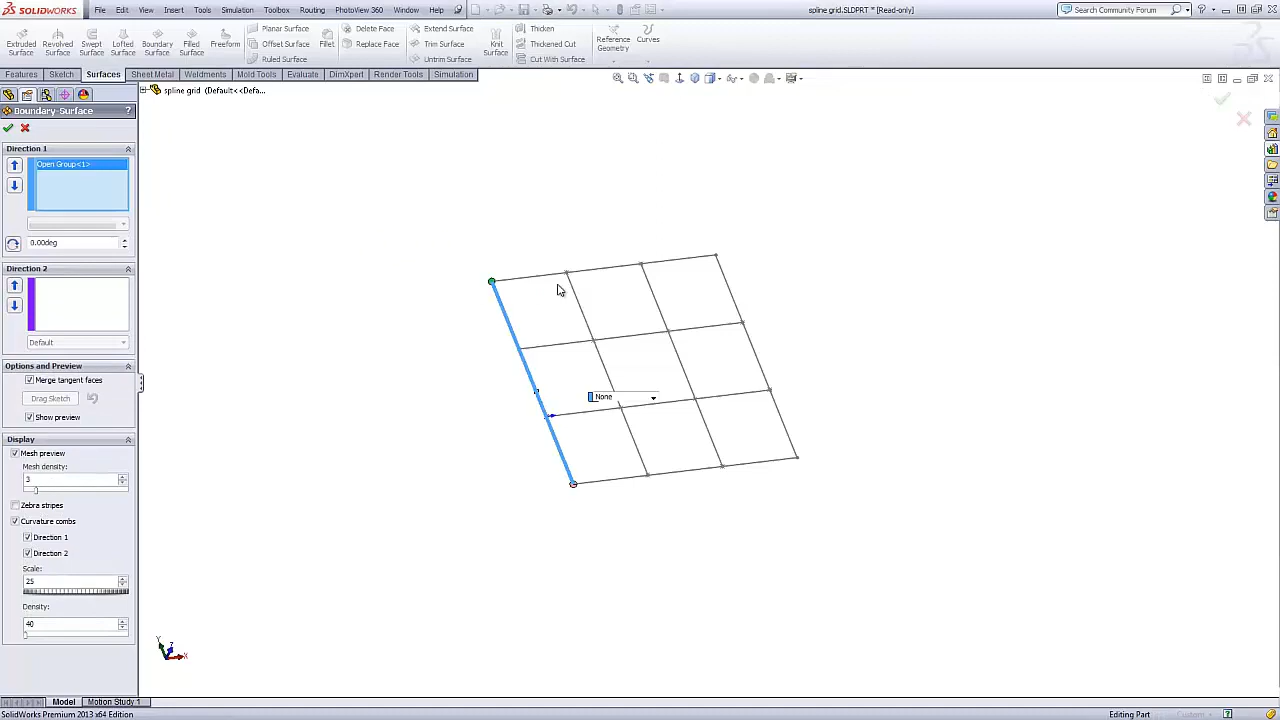 SOLIDWORKS File Edit View Insert Tools Simulation Toolbox Routing PhotoView 360 Window Help spline grid.SLDPRT * [Read-only] Search Community Forum
Extruded Surface
Revolved Surface
Swept Surface
Lofted Surface
Boundary Surface
Filled Surface
Freeform
Planar Surface
Offset Surface
Ruled Surface
Fillet
Delete Face
Replace Face
Extend Surface
Trim Surface
Untrim Surface
Knit Surface
Thicken
Thickened Cut
Cut With Surface
Reference Geometry
Curves
Features Sketch Surfaces Sheet Metal Weldments Mold Tools Evaluate DimXpert Render Tools Simulation
spline grid (Default<<Defa...
Boundary-Surface ?
Direction 1
Open Group<1>
0.00deg
Direction 2
Default
Options and Preview
Merge tangent faces
Drag Sketch
Show preview
Display
Mesh preview
Mesh density:
3
Zebra stripes
Curvature combs
Direction 1
Direction 2
Scale:
25
Density:
40
None
Y
Z
X
Model Motion Study 1
SolidWorks Premium 2013 x64 Edition Editing Part Custom ?